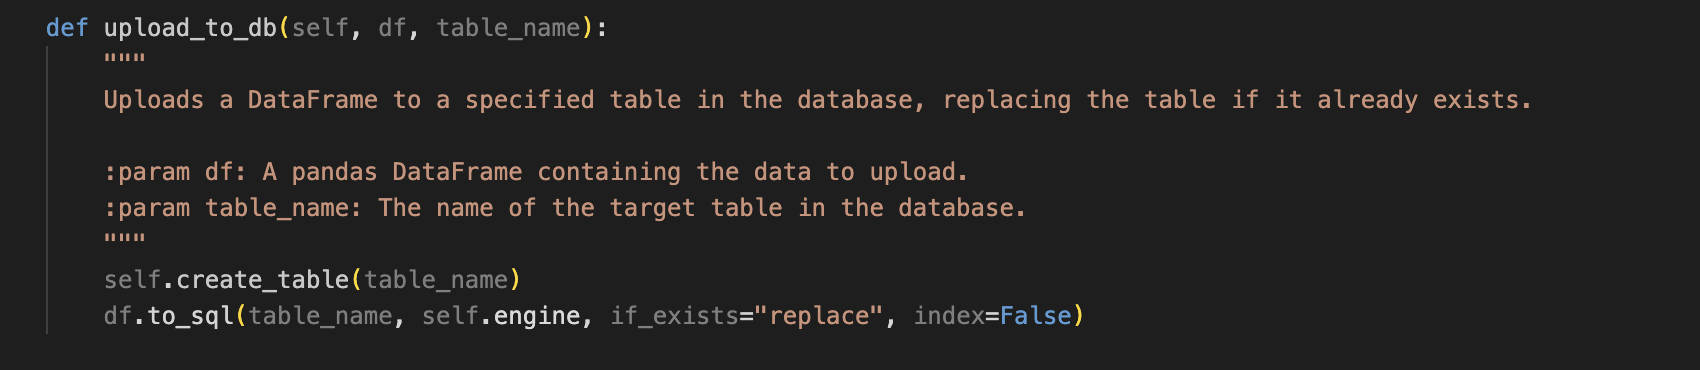 def upload_to_db(self, df, table_name):
"""
Uploads a DataFrame to a specified table in the database, replacing the table if it already exists.
:param df: A pandas DataFrame containing the data to upload.
:param table_name: The name of the target table in the database.
"""
self.create_table(table_name)
df.to_sql(table_name, self.engine, if_exists="replace", index=False)